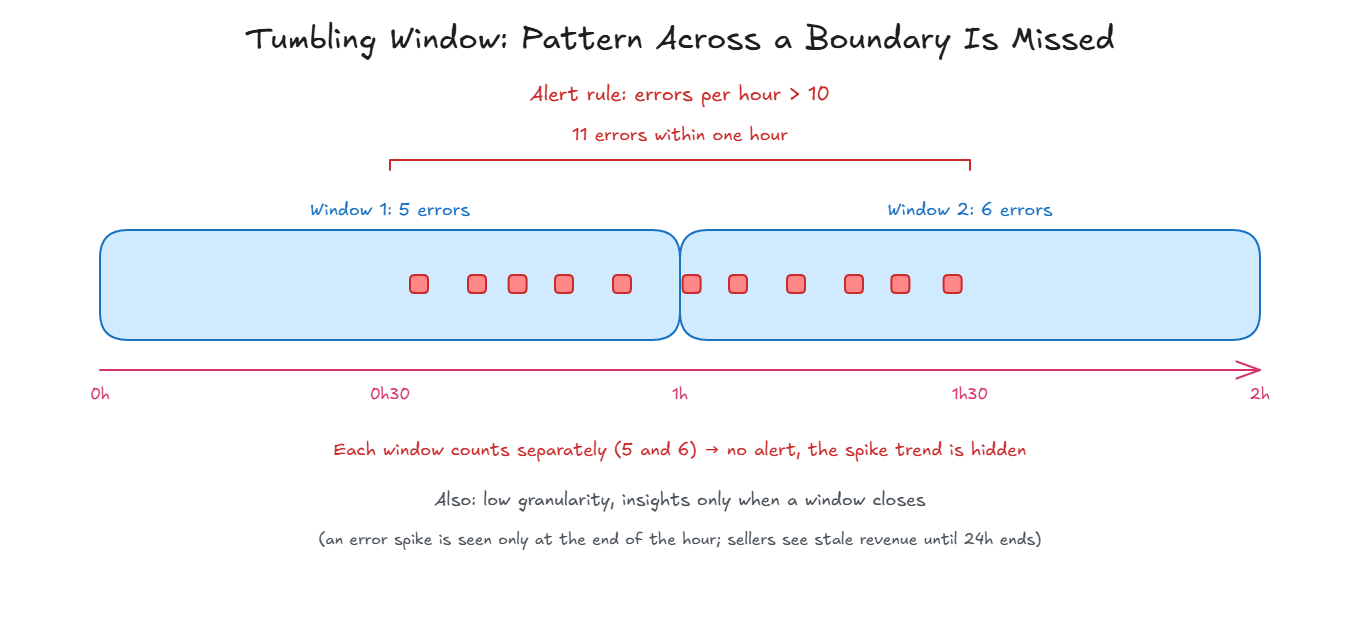 Tumbling Window: Pattern Across a Boundary Is Missed
Alert rule: errors per hour > 10
11 errors within one hour
Window 1: 5 errors
Window 2: 6 errors
0h
0h30
1h
1h30
2h
Each window counts separately (5 and 6) → no alert, the spike trend is hidden
Also: low granularity, insights only when a window closes
(an error spike is seen only at the end of the hour; sellers see stale revenue until 24h ends)